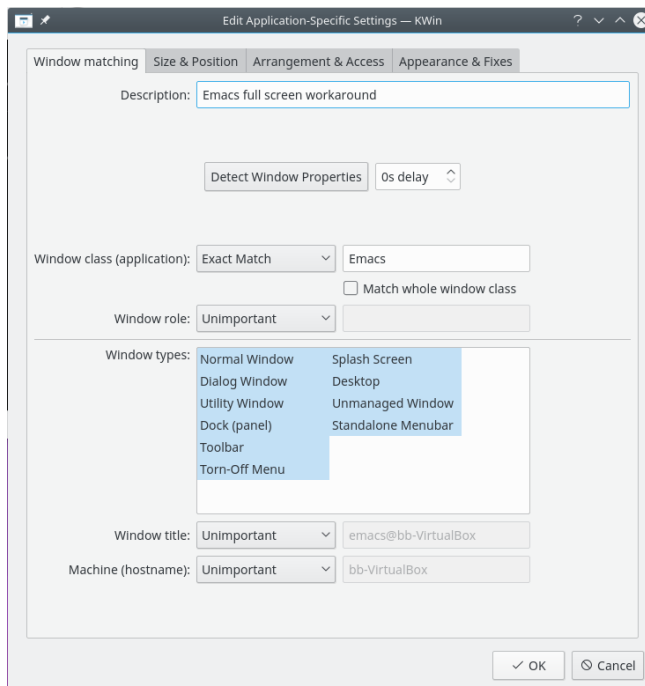 Edit Application-Specific Settings — KWin
Window matching Size & Position Arrangement & Access Appearance & Fixes
Description: Emacs full screen workaround
Detect Window Properties 0s delay
Window class (application): Exact Match Emacs
Match whole window class
Window role: Unimportant
Window types: Normal Window Splash Screen
Dialog Window Desktop
Utility Window Unmanaged Window
Dock (panel) Standalone Menubar
Toolbar
Torn-Off Menu
Window title: Unimportant emacs@bb-VirtualBox
Machine (hostname): Unimportant bb-VirtualBox
OK Cancel